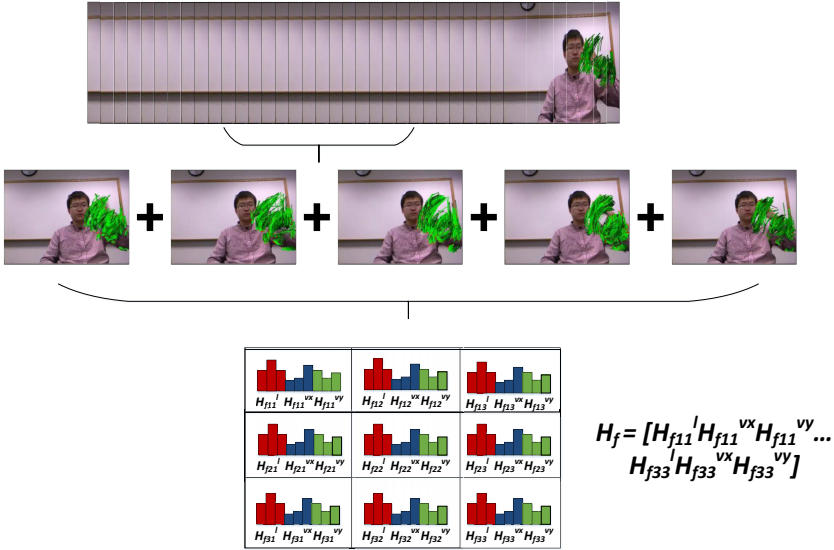 + + + +
H_f11^l H_f11^vx H_f11^vy H_f12^l H_f12^vx H_f12^vy H_f13^l H_f13^vx H_f13^vy
H_f21^l H_f21^vx H_f21^vy H_f22^l H_f22^vx H_f22^vy H_f23^l H_f23^vx H_f23^vy
H_f31^l H_f31^vx H_f31^vy H_f32^l H_f32^vx H_f32^vy H_f33^l H_f33^vx H_f33^vy
H_f = [H_f11^l H_f11^vx H_f11^vy ...
H_f33^l H_f33^vx H_f33^vy]